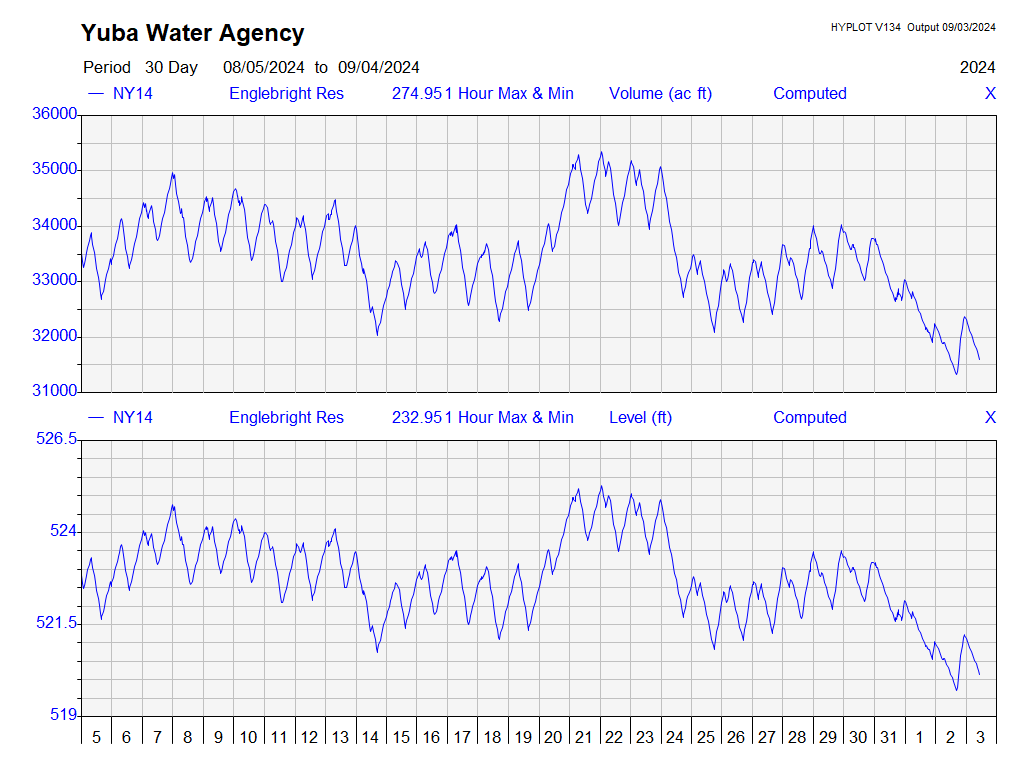 Yuba Water Agency
HYPLOT V134 Output 09/03/2024
Period 30 Day 08/05/2024 to 09/04/2024
2024
NY14 Englebright Res 274.951 Hour Max & Min Volume (ac ft) Computed X
36000
35000
34000
33000
32000
31000
NY14 Englebright Res 232.951 Hour Max & Min Level (ft) Computed X
526.5
524
521.5
519
5 6 7 8 9 10 11 12 13 14 15 16 17 18 19 20 21 22 23 24 25 26 27 28 29 30 31 1 2 3